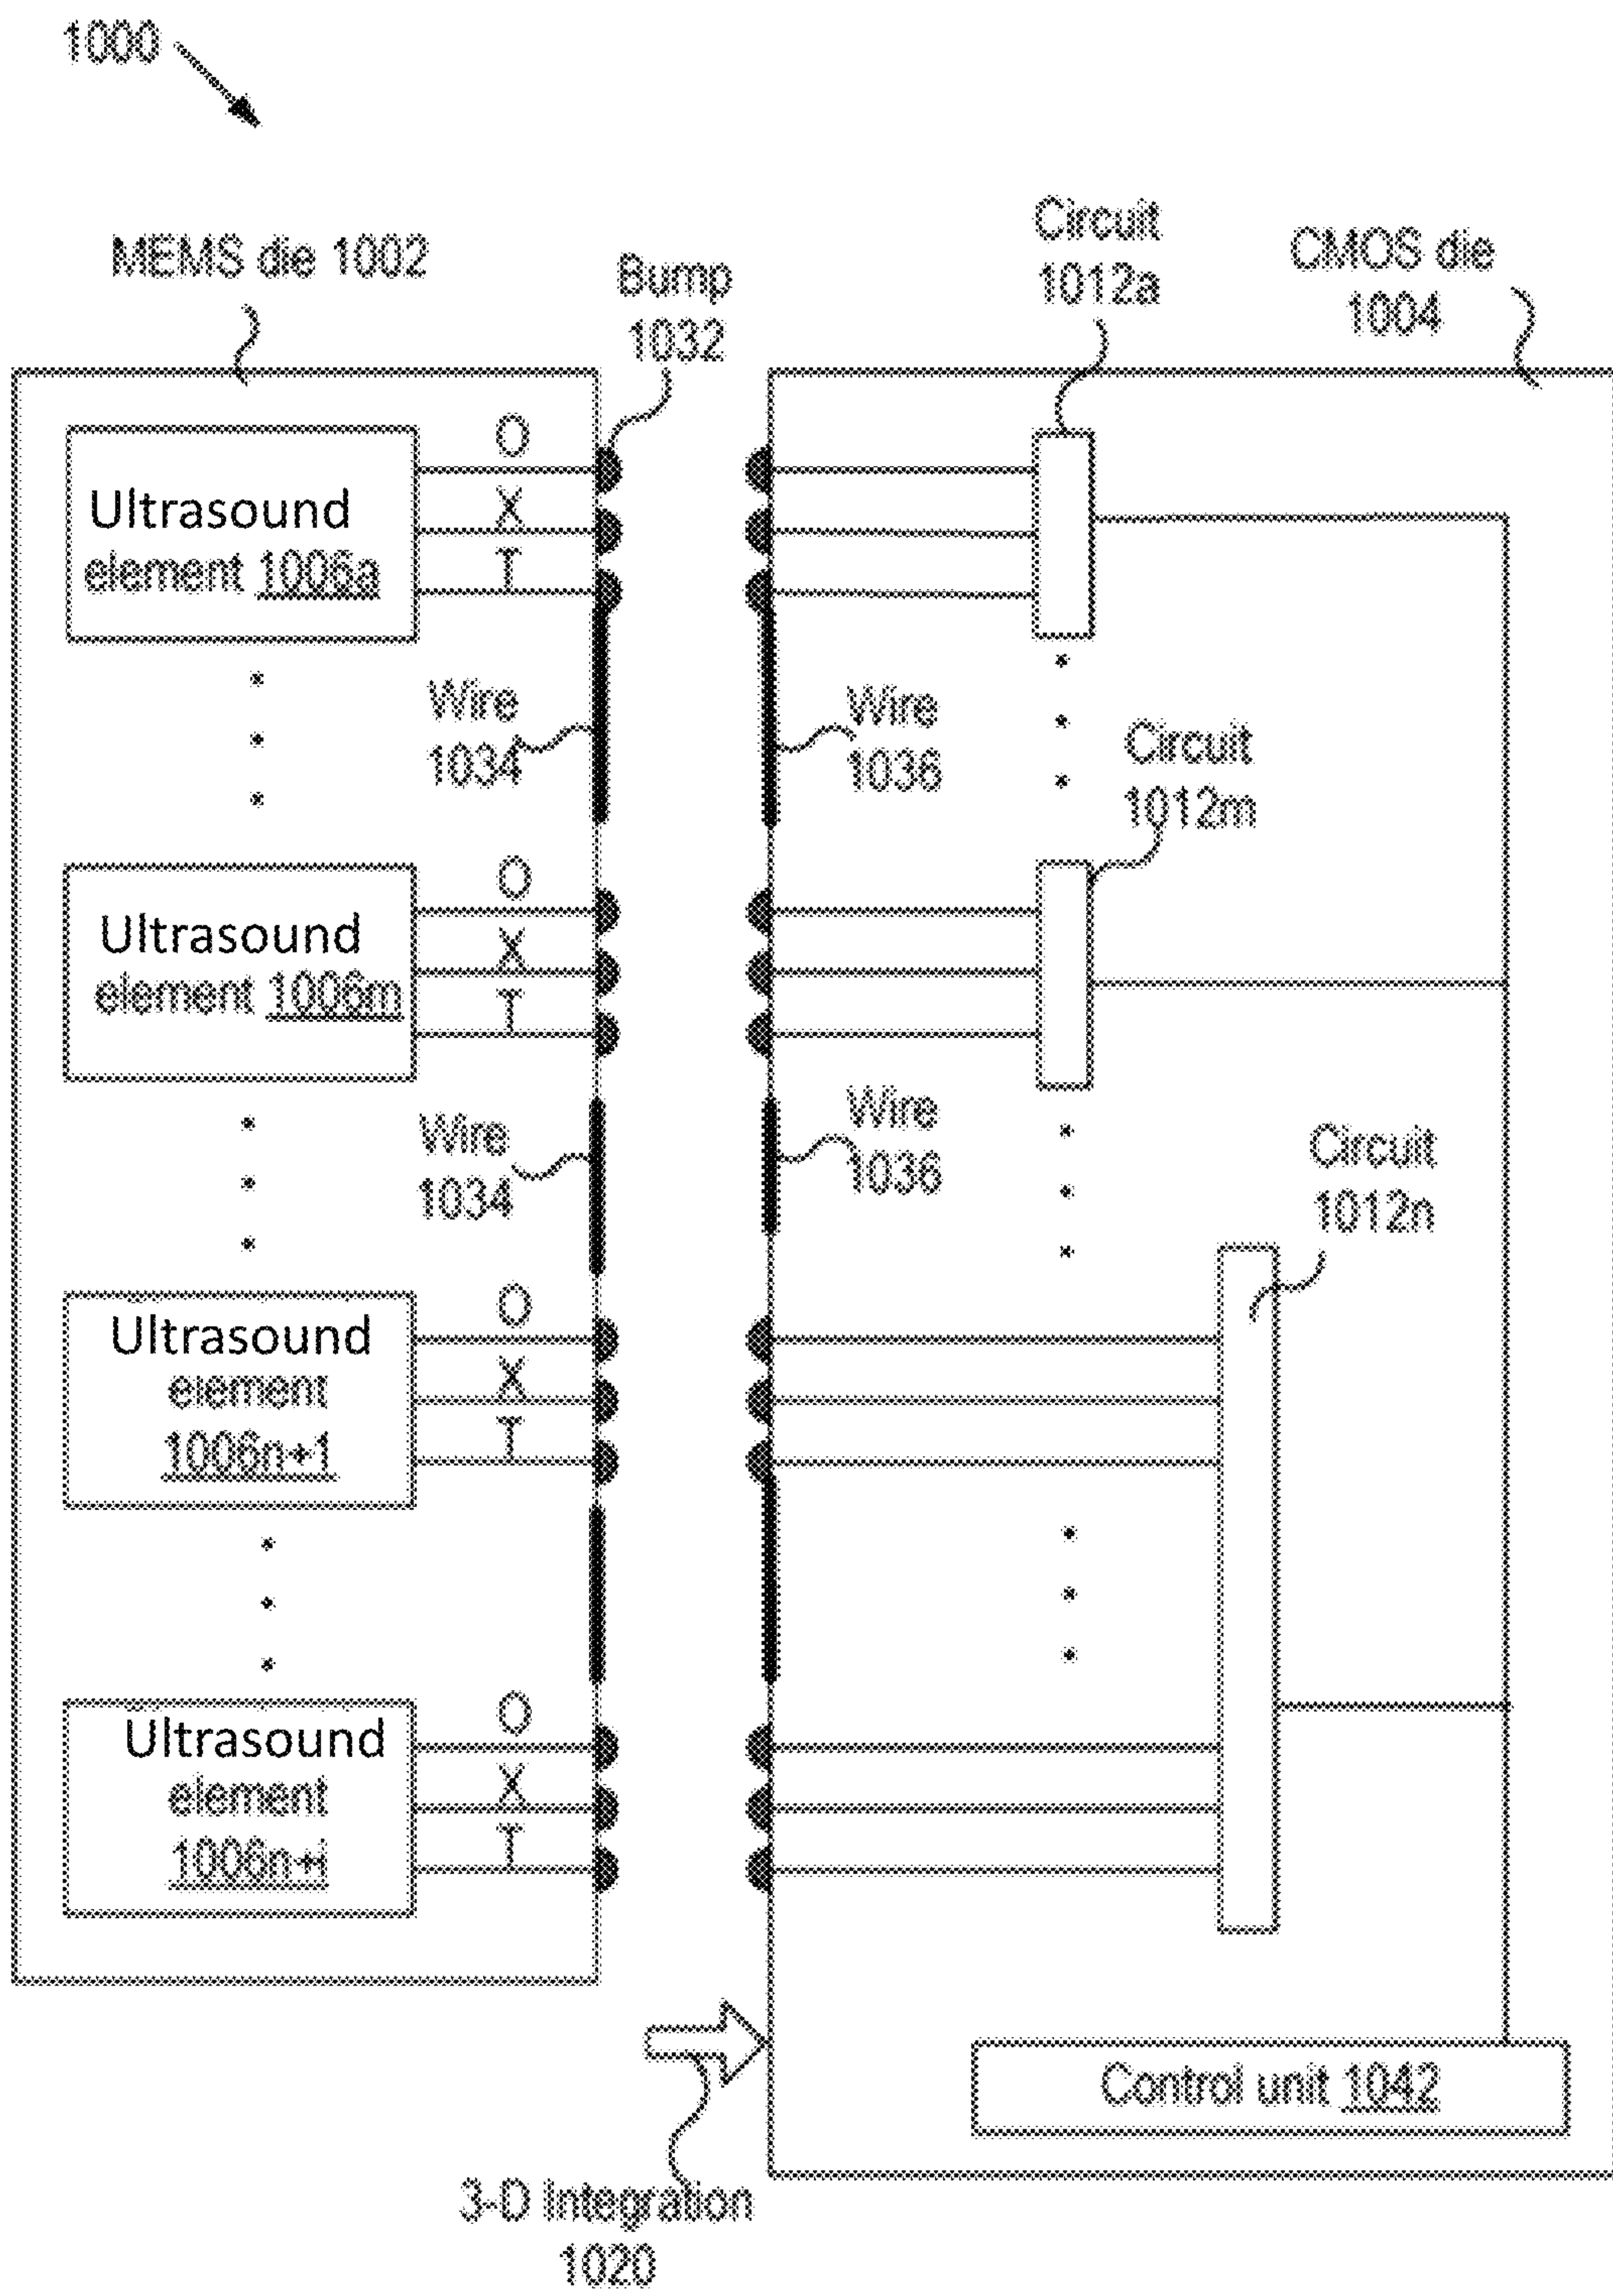 1000
MEMS die 1002
Bump
1032
Circuit
1012a
CMOS die
1004
O
X
T
Ultrasound
element 1006a
Wire
1034
Wire
1036
Circuit
1012m
O
X
T
Ultrasound
element 1006m
Wire
1034
Wire
1036
Circuit
1012n
O
X
T
Ultrasound
element
1006n+1
O
X
T
Ultrasound
element
1006n+i
Control unit 1042
3-D Integration
1020